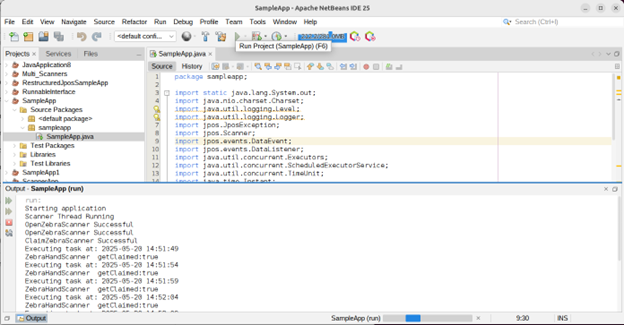 SampleApp - Apache NetBeans IDE 25
File Edit View Navigate Source Refactor Run Debug Profile Team Tools Window Help
Search (Ctrl+I)
<default confi...
Run Project (SampleApp) (F6)
Projects Services Files
SampleApp.java
Source History
JavaApplication8
Multi_Scanners
RestructuredJposSampleApp
RunnableInterface
SampleApp
Source Packages
<default package>
sampleapp
SampleApp.java
Test Packages
Libraries
Test Libraries
SampleApp1
1 package sampleapp;
2
3 import static java.lang.System.out;
4 import java.nio.charset.Charset;
import java.util.logging.Level;
import java.util.logging.Logger;
7 import jpos.JposException;
8 import jpos.Scanner;
9 import jpos.events.DataEvent;
10 import jpos.events.DataListener;
11 import java.util.concurrent.Executors;
12 import java.util.concurrent.ScheduledExecutorService;
13 import java.util.concurrent.TimeUnit;
14 import java.time.Instant;
Output - SampleApp (run)
run:
Starting application
Scanner Thread Running
OpenZebraScanner Successful
OpenZebraScanner Successful
ClaimZebraScanner Successful
Executing task at: 2025-05-20 14:51:49
ZebraHandScanner getClaimed:true
Executing task at: 2025-05-20 14:51:54
ZebraHandScanner getClaimed:true
Executing task at: 2025-05-20 14:51:59
ZebraHandScanner getClaimed:true
Executing task at: 2025-05-20 14:52:04
ZebraHandScanner getClaimed:true
Output
SampleApp (run)
9:30
INS